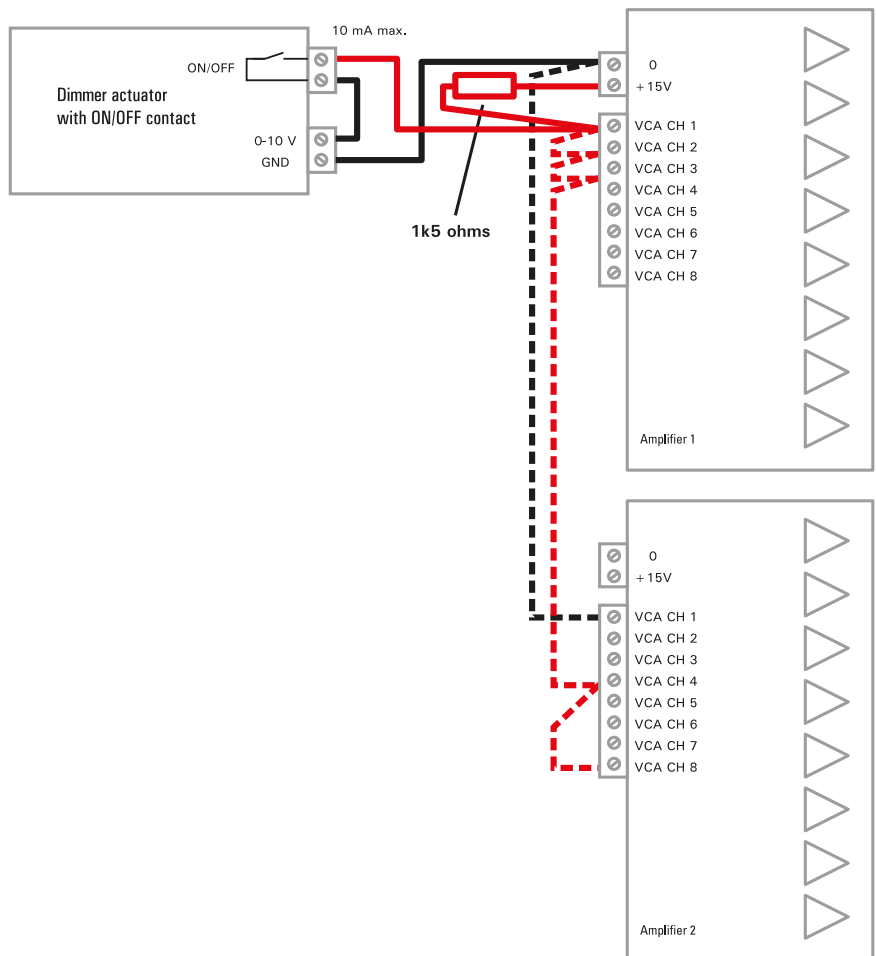 10 mA max.
ON/OFF
Dimmer actuator
with ON/OFF contact
0-10 V
GND
1k5 ohms
0
+15V
VCA CH 1
VCA CH 2
VCA CH 3
VCA CH 4
VCA CH 5
VCA CH 6
VCA CH 7
VCA CH 8
Amplifier 1
0
+15V
VCA CH 1
VCA CH 2
VCA CH 3
VCA CH 4
VCA CH 5
VCA CH 6
VCA CH 7
VCA CH 8
Amplifier 2